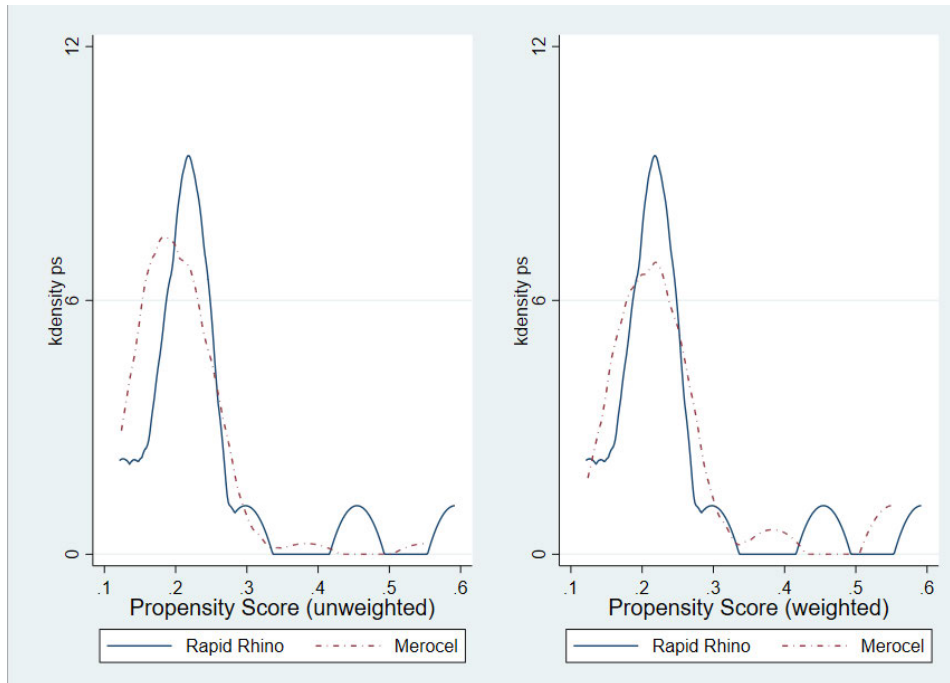 12
6
0
kdensity ps
.1 .2 .3 .4 .5 .6
Propensity Score (unweighted)
Rapid Rhino Merocel
12
6
0
kdensity ps
.1 .2 .3 .4 .5 .6
Propensity Score (weighted)
Rapid Rhino Merocel